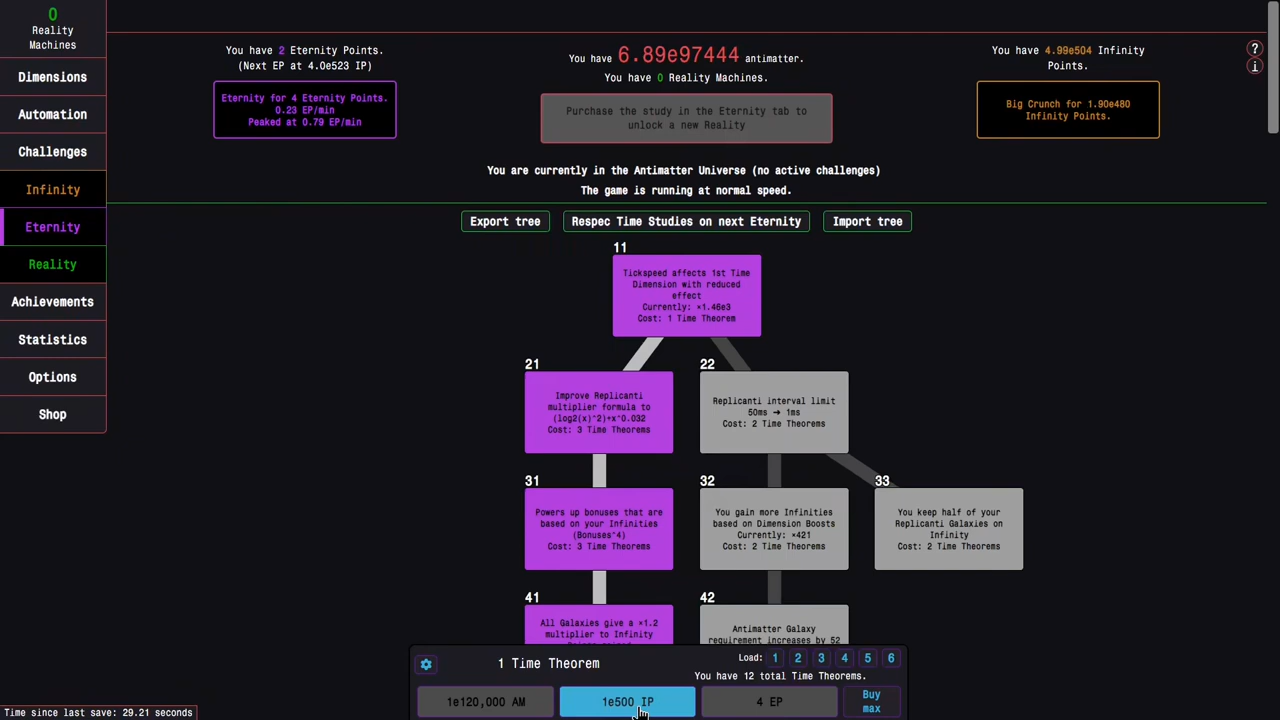 0
Reality
Machines
Dimensions
Automation
Challenges
Infinity
Eternity
Reality
Achievements
Statistics
Options
Shop
You have 2 Eternity Points.
(Next EP at 4.0e523 IP)
Eternity for 4 Eternity Points.
0.23 EP/min
Peaked at 0.79 EP/min
You have 6.89e97444 antimatter.
You have 0 Reality Machines.
Purchase the study in the Eternity tab to
unlock a new Reality
You have 4.99e504 Infinity
Points.
Big Crunch for 1.90e480
Infinity Points.
?
i
You are currently in the Antimatter Universe (no active challenges)
The game is running at normal speed.
Export tree
Respec Time Studies on next Eternity
Import tree
11
Tickspeed affects 1st Time
Dimension with reduced
effect
Currently: ×1.46e3
Cost: 1 Time Theorem
21
Improve Replicanti
multiplier formula to
(log2(x)^2)+x^0.032
Cost: 3 Time Theorems
22
Replicanti interval limit
50ms → 1ms
Cost: 2 Time Theorems
31
Powers up bonuses that are
based on your Infinities
(Bonuses^4)
Cost: 3 Time Theorems
32
You gain more Infinities
based on Dimension Boosts
Currently: ×421
Cost: 2 Time Theorems
33
You keep half of your
Replicanti Galaxies on
Infinity
Cost: 2 Time Theorems
41
All Galaxies give a ×1.2
multiplier to Infinity
42
Antimatter Galaxy
requirement increases by 52
1 Time Theorem
Load: 1 2 3 4 5 6
You have 12 total Time Theorems.
1e120,000 AM
1e500 IP
4 EP
Buy
max
Time since last save: 29.21 seconds